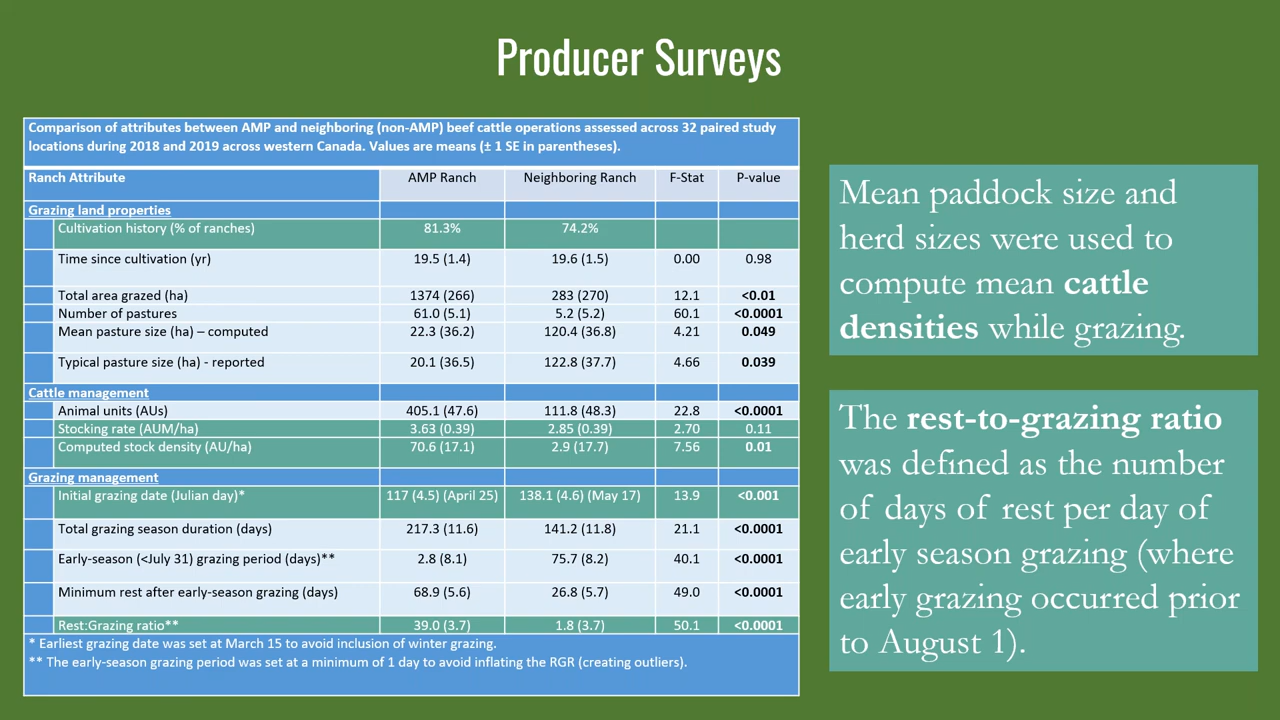 Producer Surveys
Comparison of attributes between AMP and neighboring (non-AMP) beef cattle operations assessed across 32 paired study
locations during 2018 and 2019 across western Canada. Values are means (± 1 SE in parentheses).
Ranch Attribute AMP Ranch Neighboring Ranch F-Stat P-value
Grazing land properties
Cultivation history (% of ranches) 81.3% 74.2%
Time since cultivation (yr) 19.5 (1.4) 19.6 (1.5) 0.00 0.98
Total area grazed (ha) 1374 (266) 283 (270) 12.1 <0.01
Number of pastures 61.0 (5.1) 5.2 (5.2) 60.1 <0.0001
Mean pasture size (ha) – computed 22.3 (36.2) 120.4 (36.8) 4.21 0.049
Typical pasture size (ha) - reported 20.1 (36.5) 122.8 (37.7) 4.66 0.039
Cattle management
Animal units (AUs) 405.1 (47.6) 111.8 (48.3) 22.8 <0.0001
Stocking rate (AUM/ha) 3.63 (0.39) 2.85 (0.39) 2.70 0.11
Computed stock density (AU/ha) 70.6 (17.1) 2.9 (17.7) 7.56 0.01
Grazing management
Initial grazing date (Julian day)* 117 (4.5) (April 25) 138.1 (4.6) (May 17) 13.9 <0.001
Total grazing season duration (days) 217.3 (11.6) 141.2 (11.8) 21.1 <0.0001
Early-season (<July 31) grazing period (days)** 2.8 (8.1) 75.7 (8.2) 40.1 <0.0001
Minimum rest after early-season grazing (days) 68.9 (5.6) 26.8 (5.7) 49.0 <0.0001
Rest:Grazing ratio** 39.0 (3.7) 1.8 (3.7) 50.1 <0.0001
* Earliest grazing date was set at March 15 to avoid inclusion of winter grazing.
** The early-season grazing period was set at a minimum of 1 day to avoid inflating the RGR (creating outliers).
Mean paddock size and
herd sizes were used to
compute mean cattle
densities while grazing.
The rest-to-grazing ratio
was defined as the number
of days of rest per day of
early season grazing (where
early grazing occurred prior
to August 1).